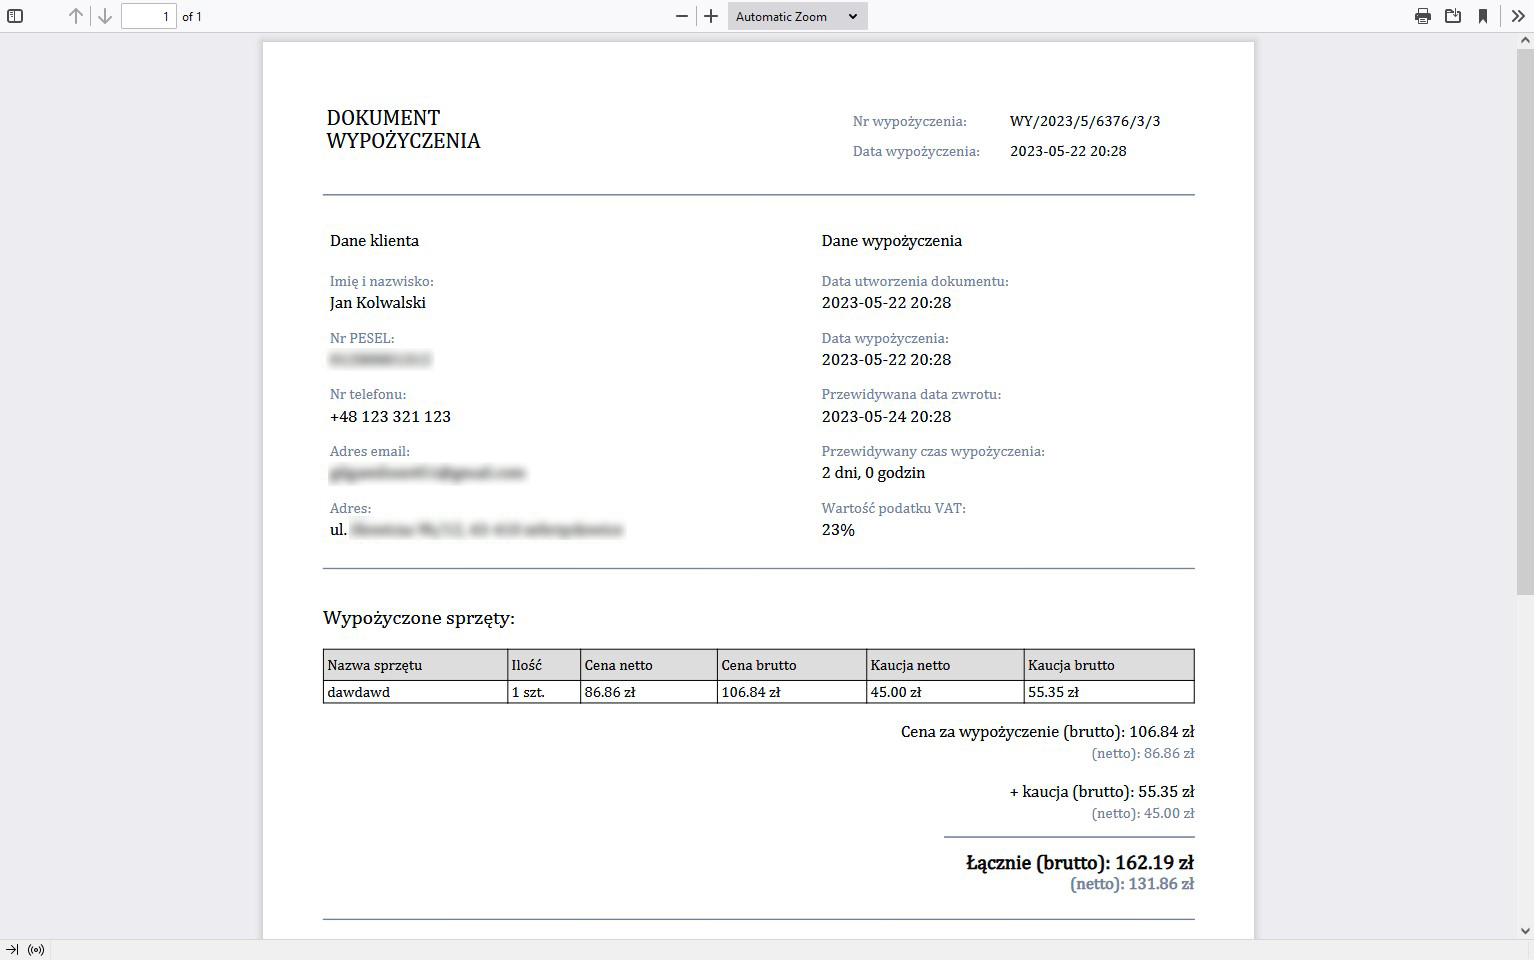 1 of 1
Automatic Zoom
DOKUMENT
WYPOŻYCZENIA
Nr wypożyczenia: WY/2023/5/6376/3/3
Data wypożyczenia: 2023-05-22 20:28
Dane klienta
Imię i nazwisko:
Jan Kolwalski
Nr PESEL:
Nr telefonu:
+48 123 321 123
Adres email:
Adres:
ul.
Dane wypożyczenia
Data utworzenia dokumentu:
2023-05-22 20:28
Data wypożyczenia:
2023-05-22 20:28
Przewidywana data zwrotu:
2023-05-24 20:28
Przewidywany czas wypożyczenia:
2 dni, 0 godzin
Wartość podatku VAT:
23%
Wypożyczone sprzęty:
Nazwa sprzętu Ilość Cena netto Cena brutto Kaucja netto Kaucja brutto
dawdawd 1 szt. 86.86 zł 106.84 zł 45.00 zł 55.35 zł
Cena za wypożyczenie (brutto): 106.84 zł
(netto): 86.86 zł
+ kaucja (brutto): 55.35 zł
(netto): 45.00 zł
Łącznie (brutto): 162.19 zł
(netto): 131.86 zł